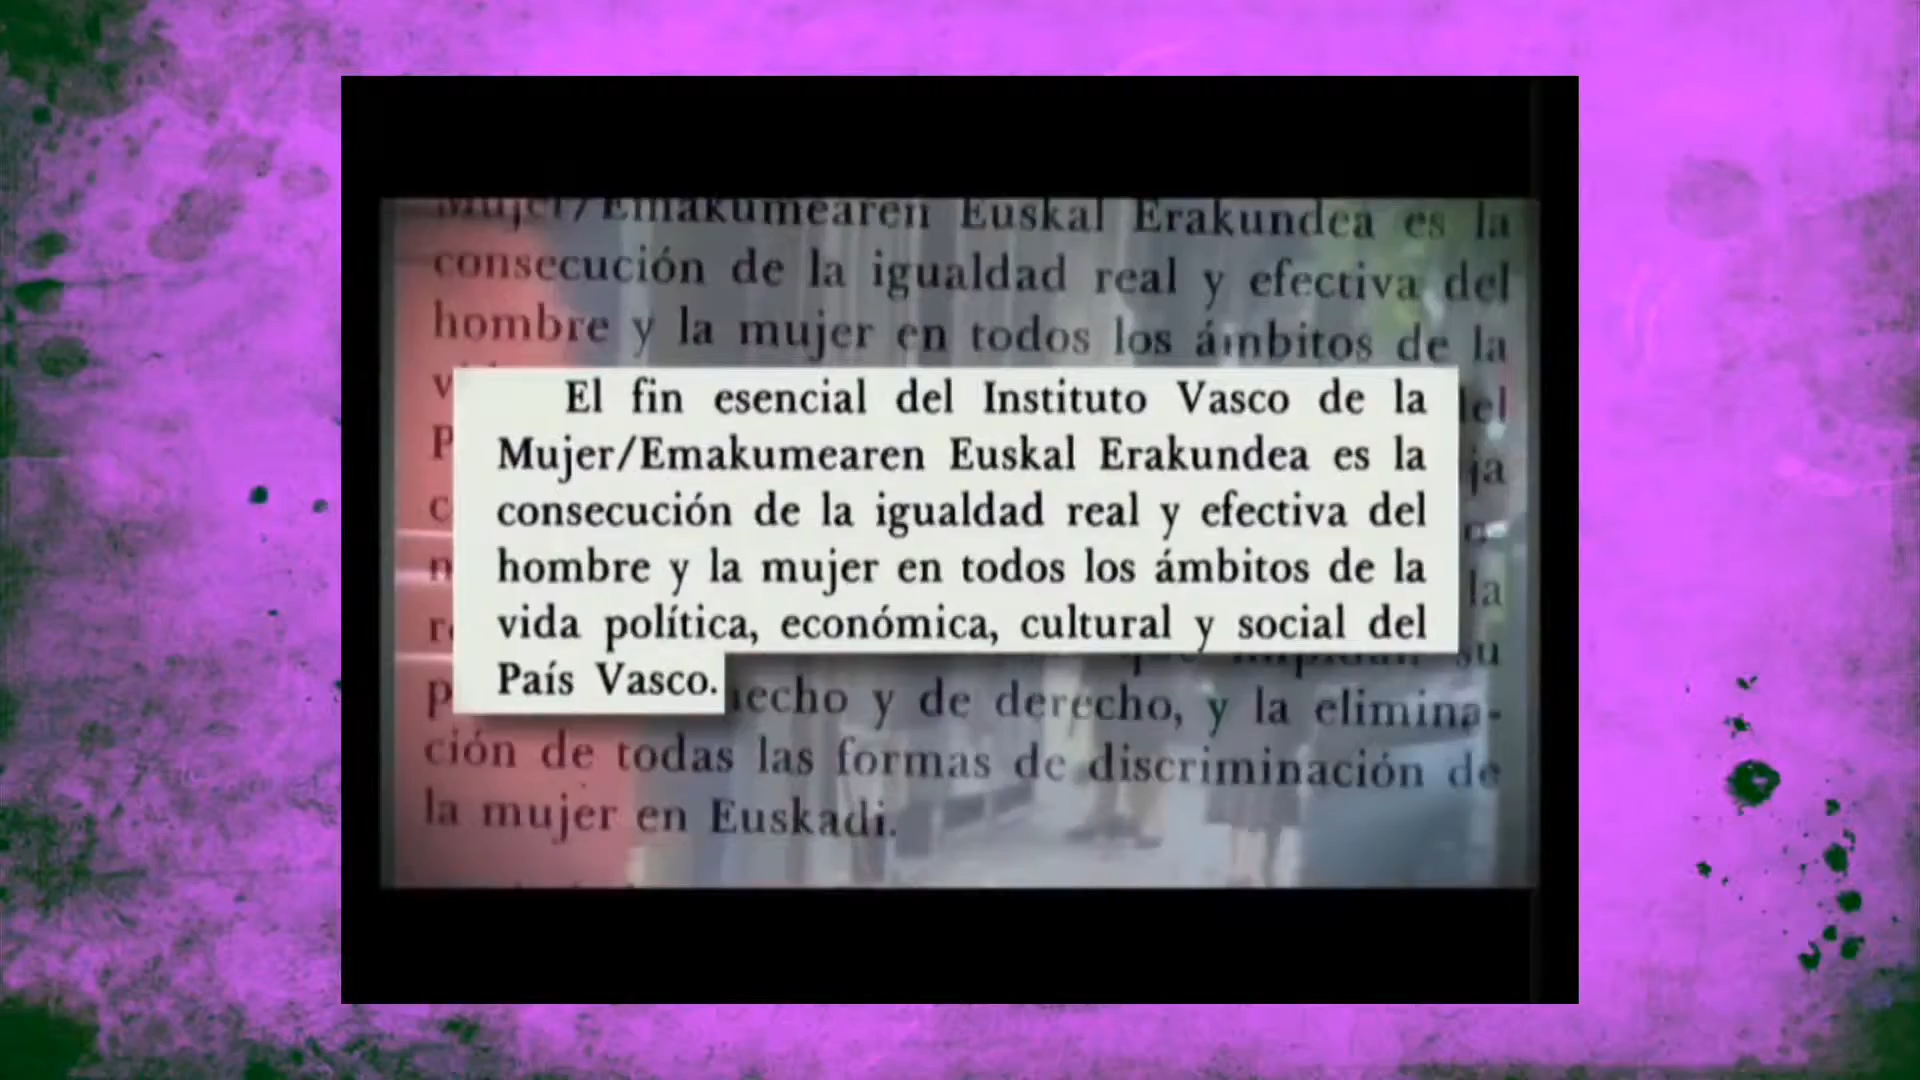 Mujer/Emakumearen Euskal Erakundea es la
consecución de la igualdad real y efectiva del
hombre y la mujer en todos los ámbitos de la
El fin esencial del Instituto Vasco de la
Mujer/Emakumearen Euskal Erakundea es la
consecución de la igualdad real y efectiva del
hombre y la mujer en todos los ámbitos de la
vida política, económica, cultural y social del
País Vasco.
la
su
hecho y de derecho, y la elimina-
ción de todas las formas de discriminación de
la mujer en Euskadi.